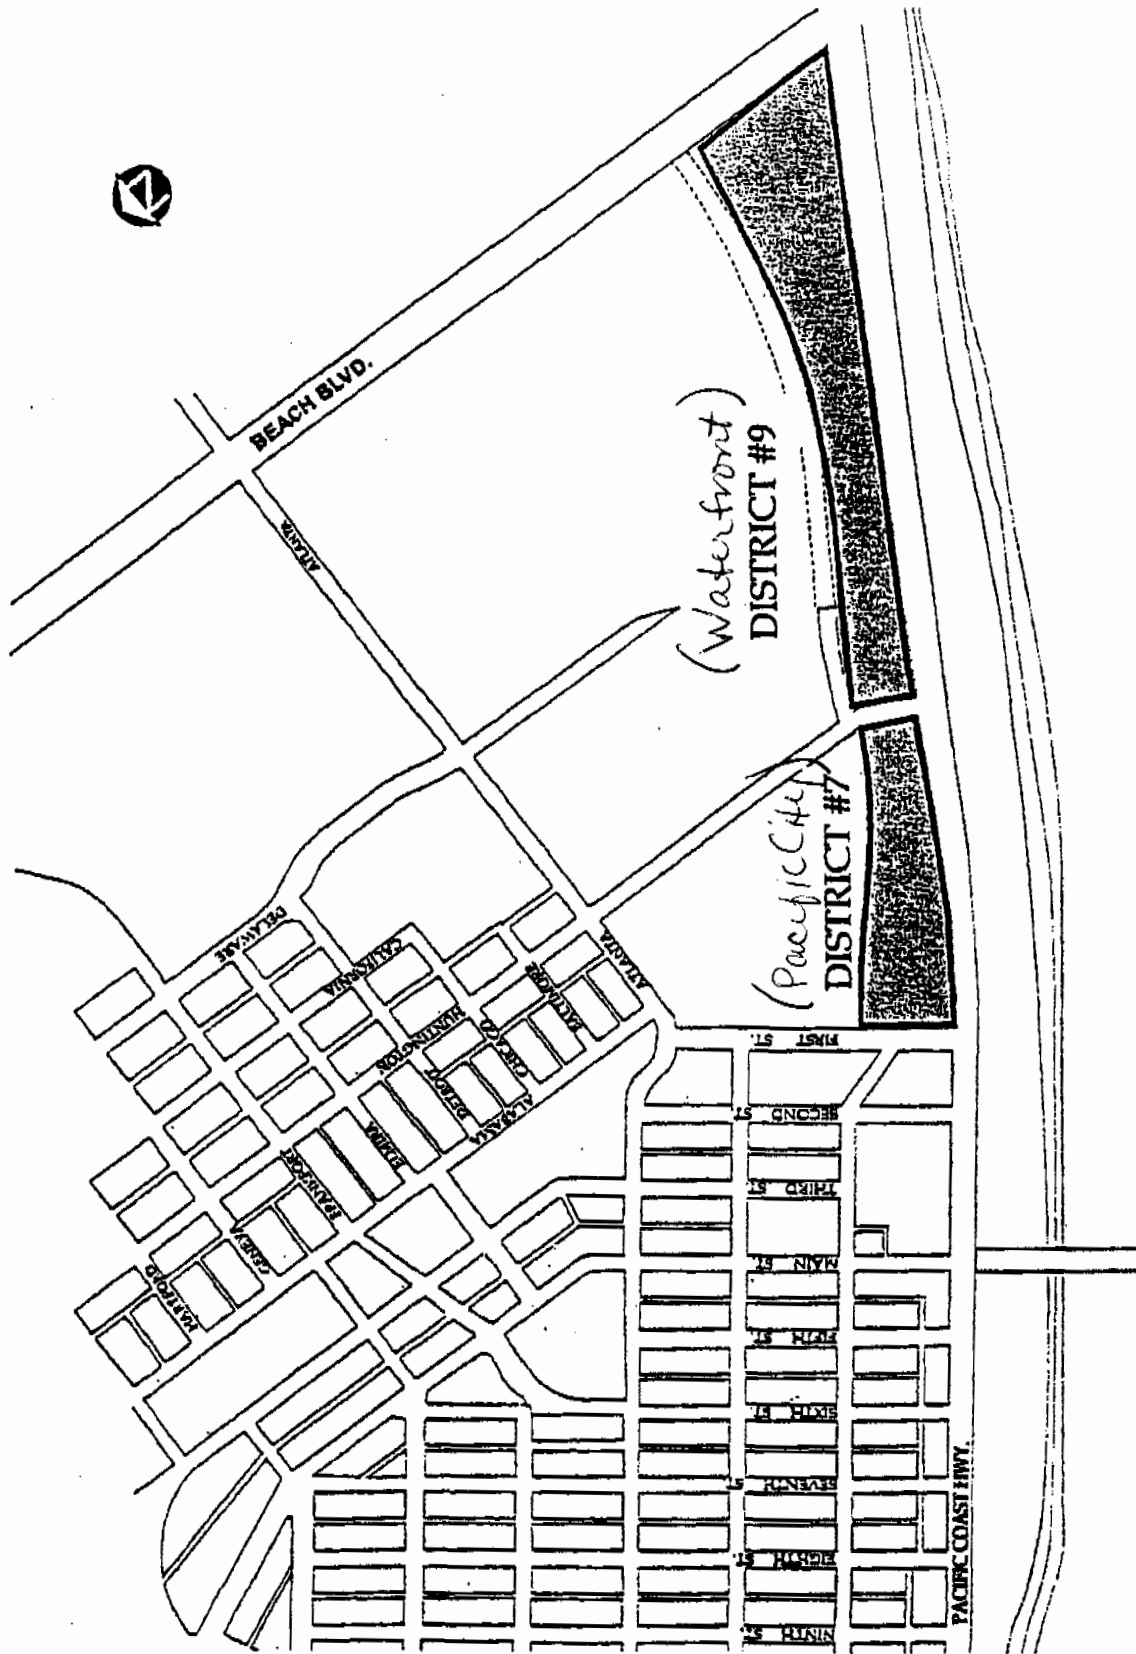 BEACH BLVD.
ATLANTA
(Waterfront)
DISTRICT #9
(Pacific City)
DISTRICT #7
DELAWARE
CALIFORNIA
HUNTINGTON
ATLANTA
BALTIMORE
CHICAGO
DETROIT
ALABAMA
ELMIRA
FRANKFORT
GENEVA
HARTFORD
FIRST ST.
SECOND ST.
THIRD ST.
MAIN ST.
FIFTH ST.
SIXTH ST.
SEVENTH ST.
EIGHTH ST.
NINTH ST.
PACIFIC COAST HWY.